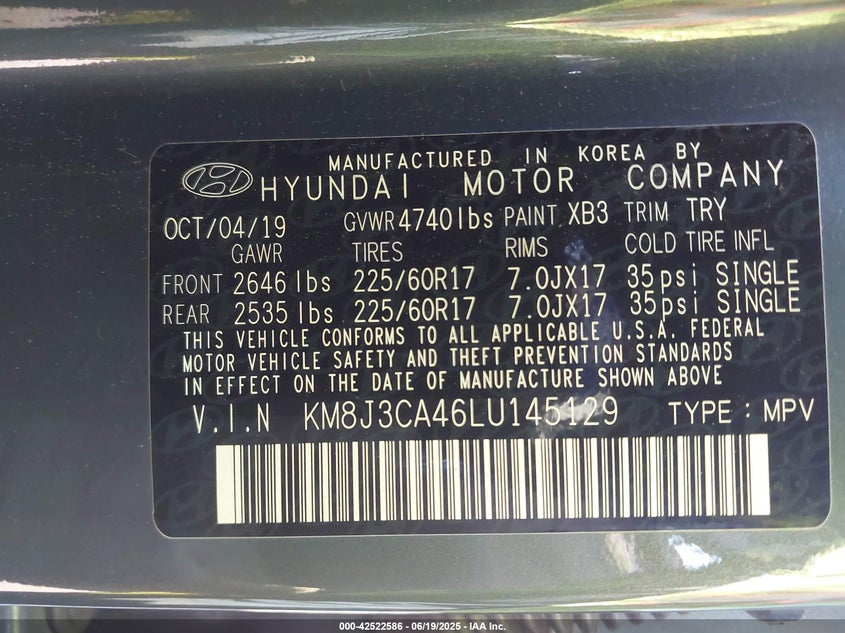 MANUFACTURED IN KOREA BY
HYUNDAI MOTOR COMPANY
OCT/04/19 GVWR 4740lbs PAINT XB3 TRIM TRY
GAWR TIRES RIMS COLD TIRE INFL
FRONT 2646 lbs 225/60R17 7.0JX17 35psi SINGLE
REAR 2535 lbs 225/60R17 7.0JX17 35psi SINGLE
THIS VEHICLE CONFORMS TO ALL APPLICABLE U.S.A. FEDERAL
MOTOR VEHICLE SAFETY AND THEFT PREVENTION STANDARDS
IN EFFECT ON THE DATE OF MANUFACTURE SHOWN ABOVE
V.I.N KM8J3CA46LU145129 TYPE : MPV
000-42522586 - 06/19/2025 - IAA Inc.